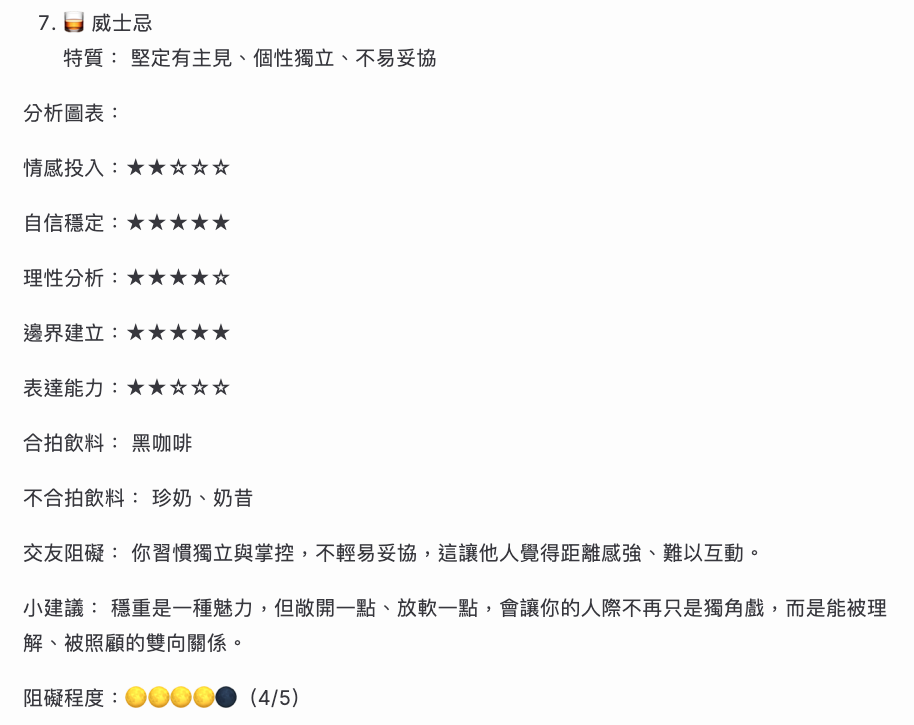 7. 🥃 威士忌
特質： 堅定有主見、個性獨立、不易妥協
分析圖表：
情感投入：★★☆☆☆
自信穩定：★★★★★
理性分析：★★★★☆
邊界建立：★★★★★
表達能力：★★☆☆☆
合拍飲料： 黑咖啡
不合拍飲料： 珍奶、奶昔
交友阻礙： 你習慣獨立與掌控，不輕易妥協，這讓他人覺得距離感強、難以互動。
小建議： 穩重是一種魅力，但敞開一點、放軟一點，會讓你的人際不再只是獨角戲，而是能被理
解、被照顧的雙向關係。
阻礙程度：🌕🌕🌕🌕🌑（4/5）